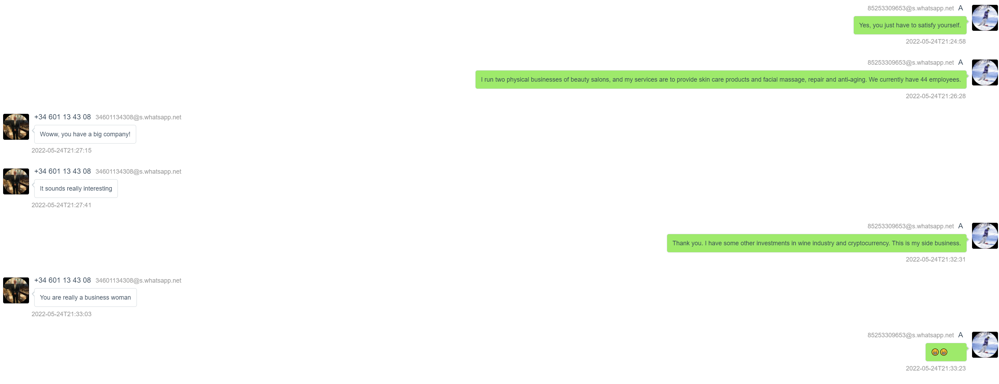 85253309653@s.whatsapp.net A
Yes, you just have to satisfy yourself.
2022-05-24T21:24:58
85253309653@s.whatsapp.net A
I run two physical businesses of beauty salons, and my services are to provide skin care products and facial massage, repair and anti-aging. We currently have 44 employees.
2022-05-24T21:26:28
+34 601 13 43 08 34601134308@s.whatsapp.net
Woww, you have a big company!
2022-05-24T21:27:15
+34 601 13 43 08 34601134308@s.whatsapp.net
It sounds really interesting
2022-05-24T21:27:41
85253309653@s.whatsapp.net A
Thank you. I have some other investments in wine industry and cryptocurrency. This is my side business.
2022-05-24T21:32:31
+34 601 13 43 08 34601134308@s.whatsapp.net
You are really a business woman
2022-05-24T21:33:03
85253309653@s.whatsapp.net A
😁😁
2022-05-24T21:33:23